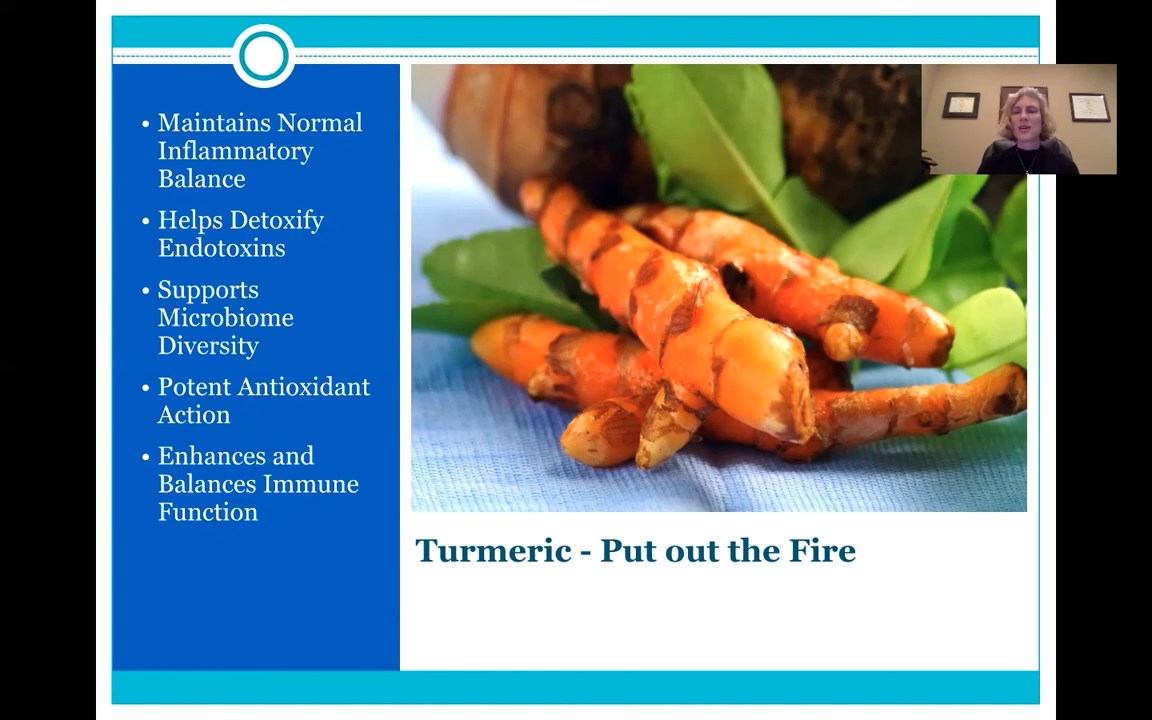 • Maintains Normal
Inflammatory
Balance
• Helps Detoxify
Endotoxins
• Supports
Microbiome
Diversity
• Potent Antioxidant
Action
• Enhances and
Balances Immune
Function
Turmeric - Put out the Fire